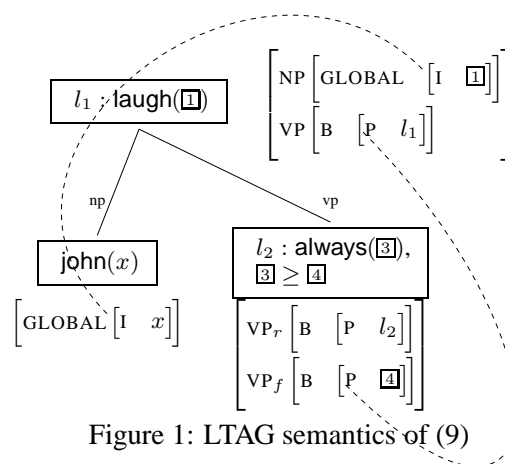 l₁ : laugh(1)
[NP [GLOBAL [I 1]]
VP [B [P l₁]]]
np
vp
john(x)
l₂ : always(3),
3 ≥ 4
[GLOBAL [I x]]
[VPᵣ [B [P l₂]]
VP_f [B [P 4]]]
Figure 1: LTAG semantics of (9)